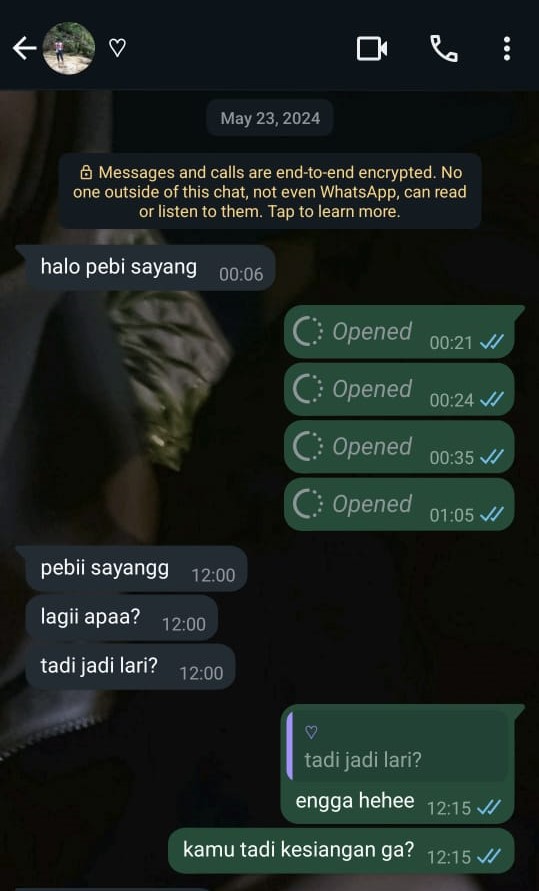 ♡
May 23, 2024
Messages and calls are end-to-end encrypted. No
one outside of this chat, not even WhatsApp, can read
or listen to them. Tap to learn more.
halo pebi sayang 00:06
Opened 00:21
Opened 00:24
Opened 00:35
Opened 01:05
pebii sayangg 12:00
lagii apaa? 12:00
tadi jadi lari? 12:00
♡
tadi jadi lari?
engga hehee 12:15
kamu tadi kesiangan ga? 12:15